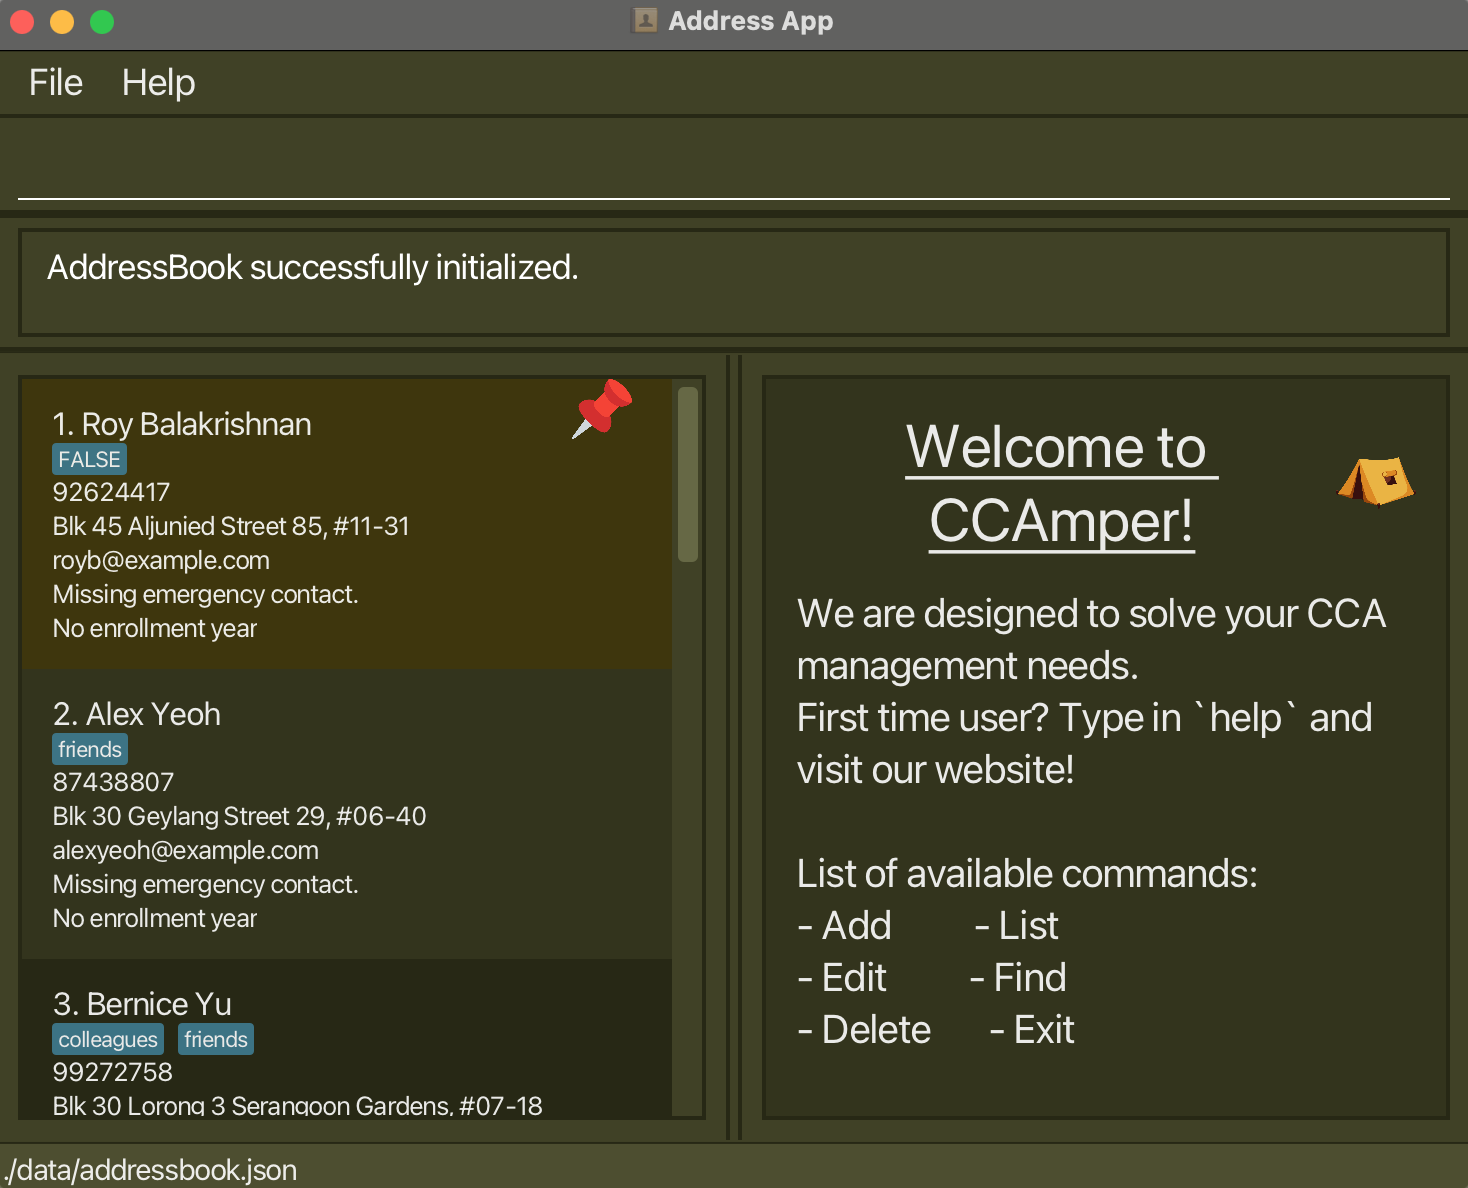 Address App
File Help
AddressBook successfully initialized.
1. Roy Balakrishnan
FALSE
92624417
Blk 45 Aljunied Street 85, #11-31
royb@example.com
Missing emergency contact.
No enrollment year
2. Alex Yeoh
friends
87438807
Blk 30 Geylang Street 29, #06-40
alexyeoh@example.com
Missing emergency contact.
No enrollment year
3. Bernice Yu
colleagues friends
99272758
Blk 30 Lorong 3 Serangoon Gardens, #07-18
Welcome to
CCAmper!
We are designed to solve your CCA
management needs.
First time user? Type in `help` and
visit our website!
List of available commands:
- Add - List
- Edit - Find
- Delete - Exit
./data/addressbook.json